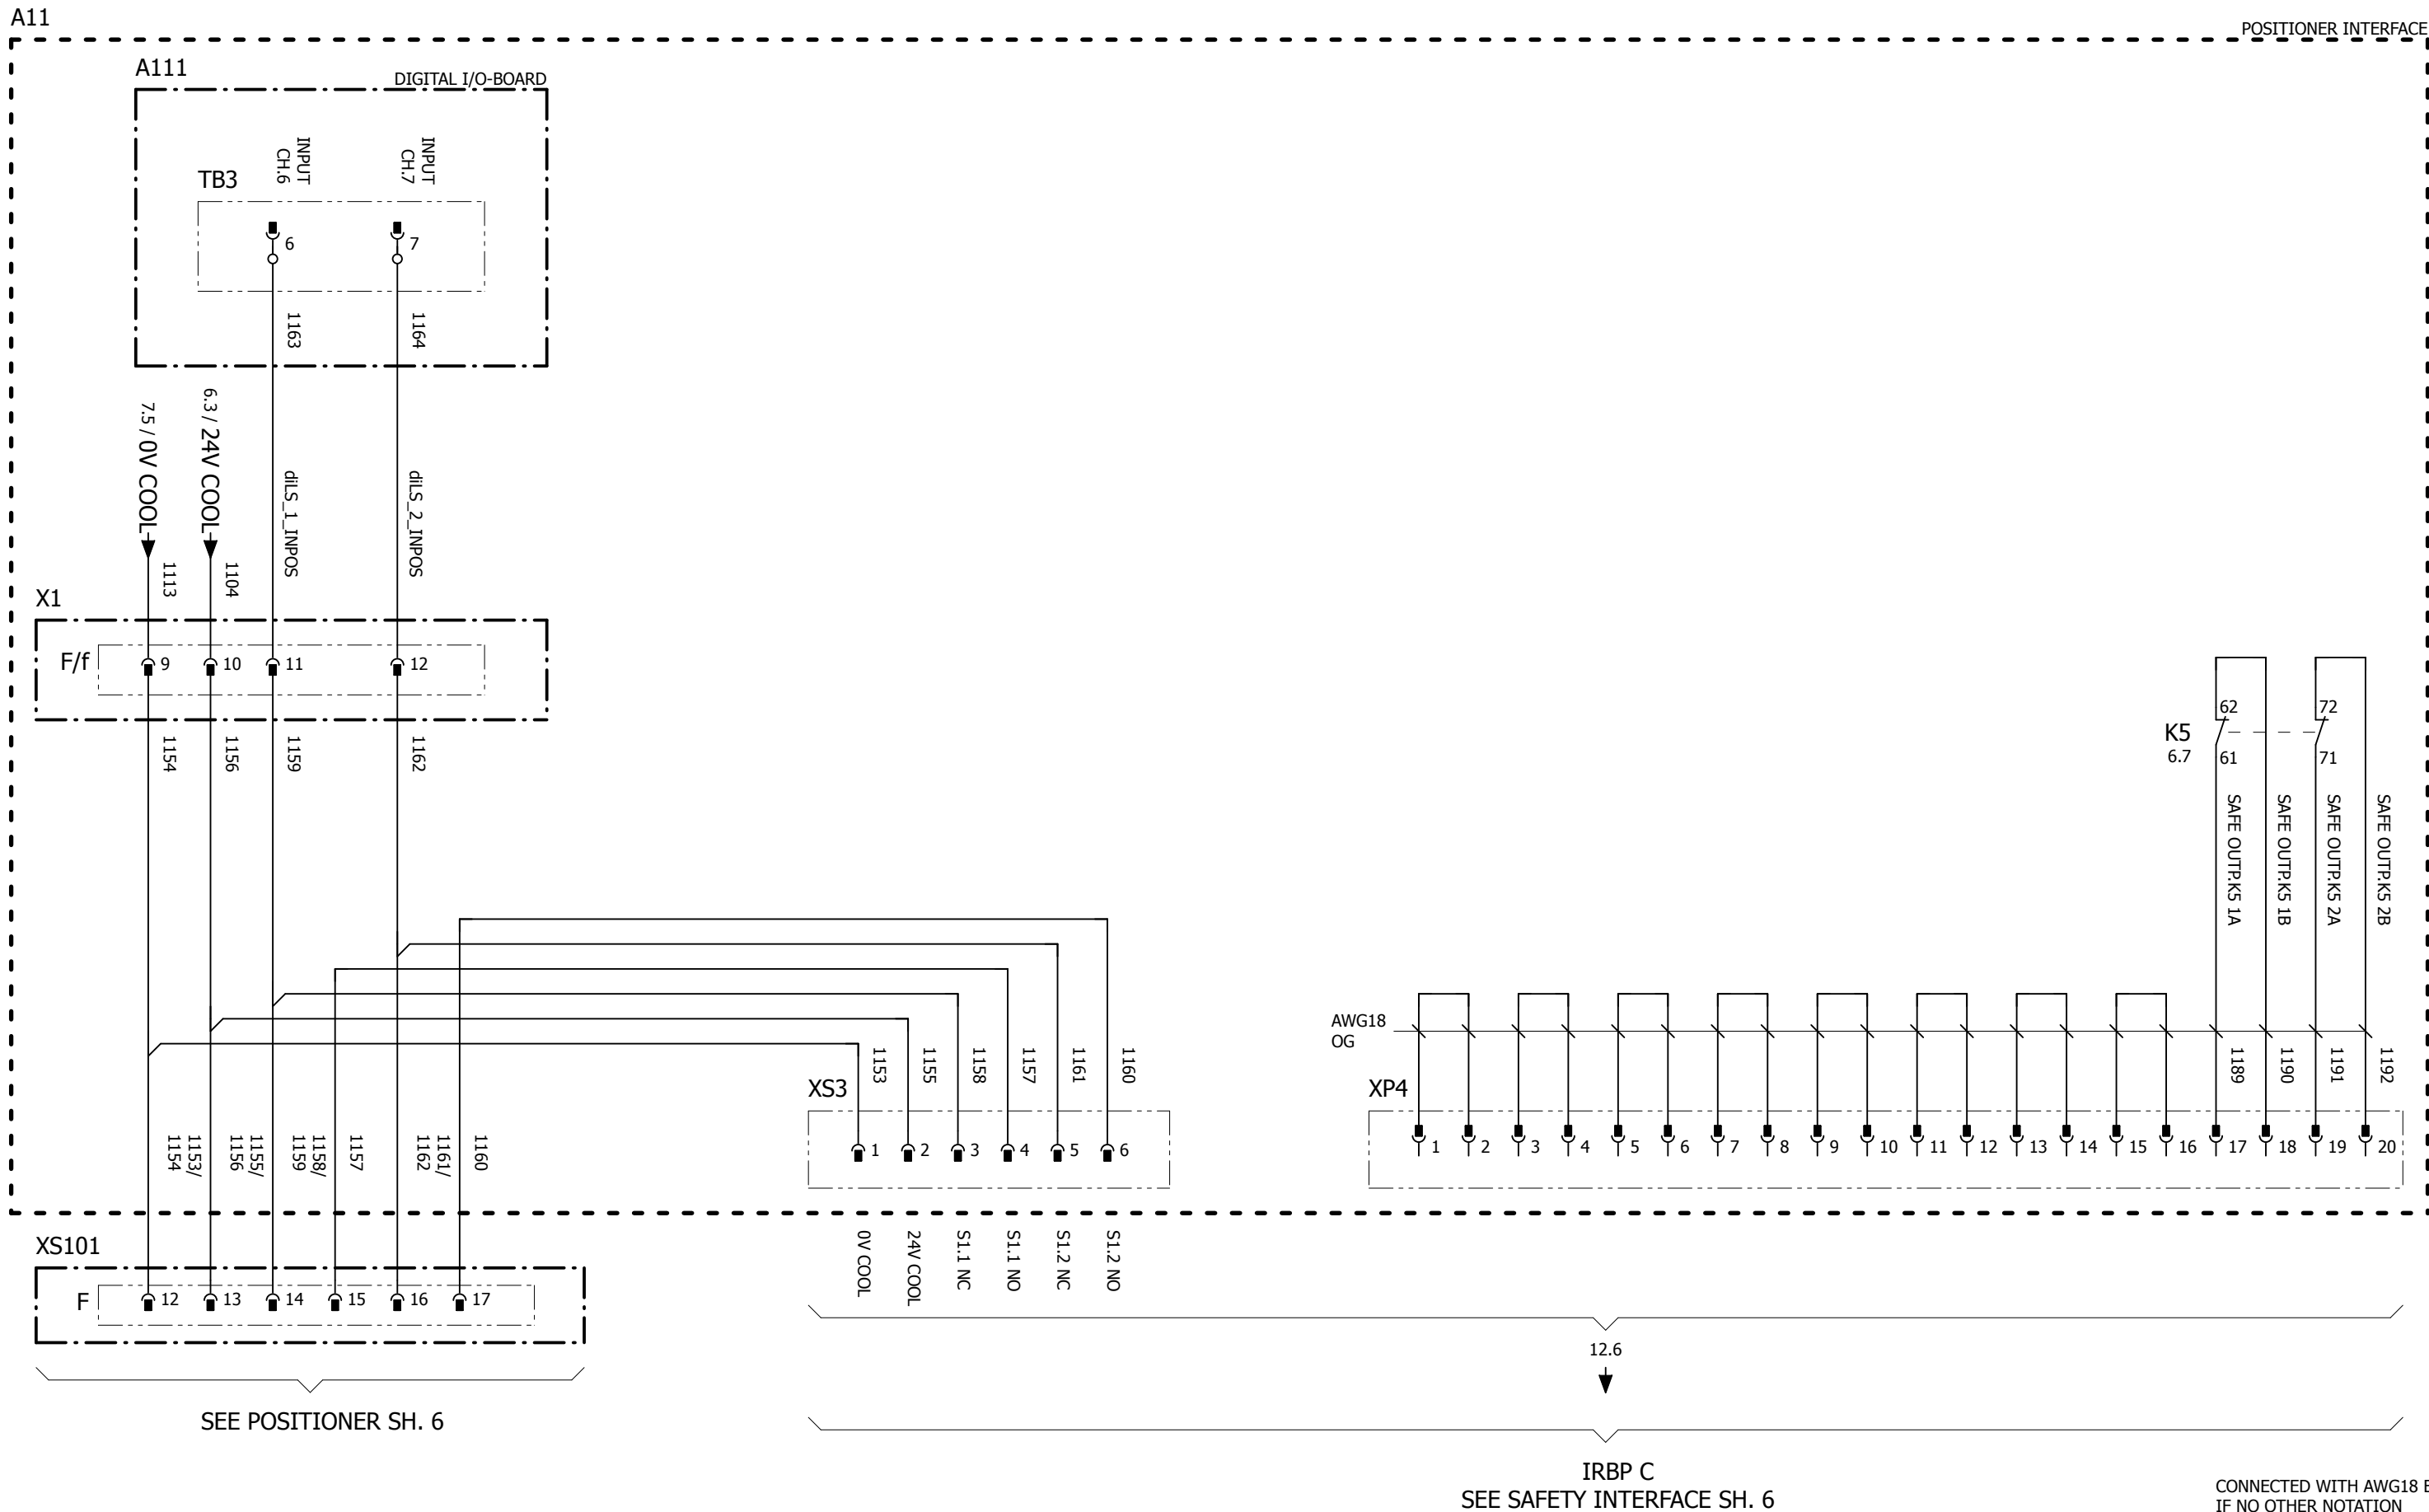 A11
POSITIONER INTERFACE
A111
DIGITAL I/O-BOARD
INPUT
CH.6
INPUT
CH.7
TB3
6
7
1163
1164
7.5 / 0V COOL
6.3 / 24V COOL
diLS_1_INPOS
diLS_2_INPOS
1113
1104
X1
F/f
9
10
11
12
1154
1156
1159
1162
62
72
K5
6.7
61
71
SAFE OUTP.K5 1A
SAFE OUTP.K5 1B
SAFE OUTP.K5 2A
SAFE OUTP.K5 2B
AWG18
OG
1153
1155
1158
1157
1161
1160
1189
1190
1191
1192
XS3
XP4
1
2
3
4
5
6
1
2
3
4
5
6
7
8
9
10
11
12
13
14
15
16
17
18
19
20
1153/
1154
1155/
1156
1158/
1159
1157
1161/
1162
1160
0V COOL
24V COOL
S1.1 NC
S1.1 NO
S1.2 NC
S1.2 NO
XS101
F
12
13
14
15
16
17
12.6
SEE POSITIONER SH. 6
IRBP C
SEE SAFETY INTERFACE SH. 6
CONNECTED WITH AWG18
IF NO OTHER NOTATION